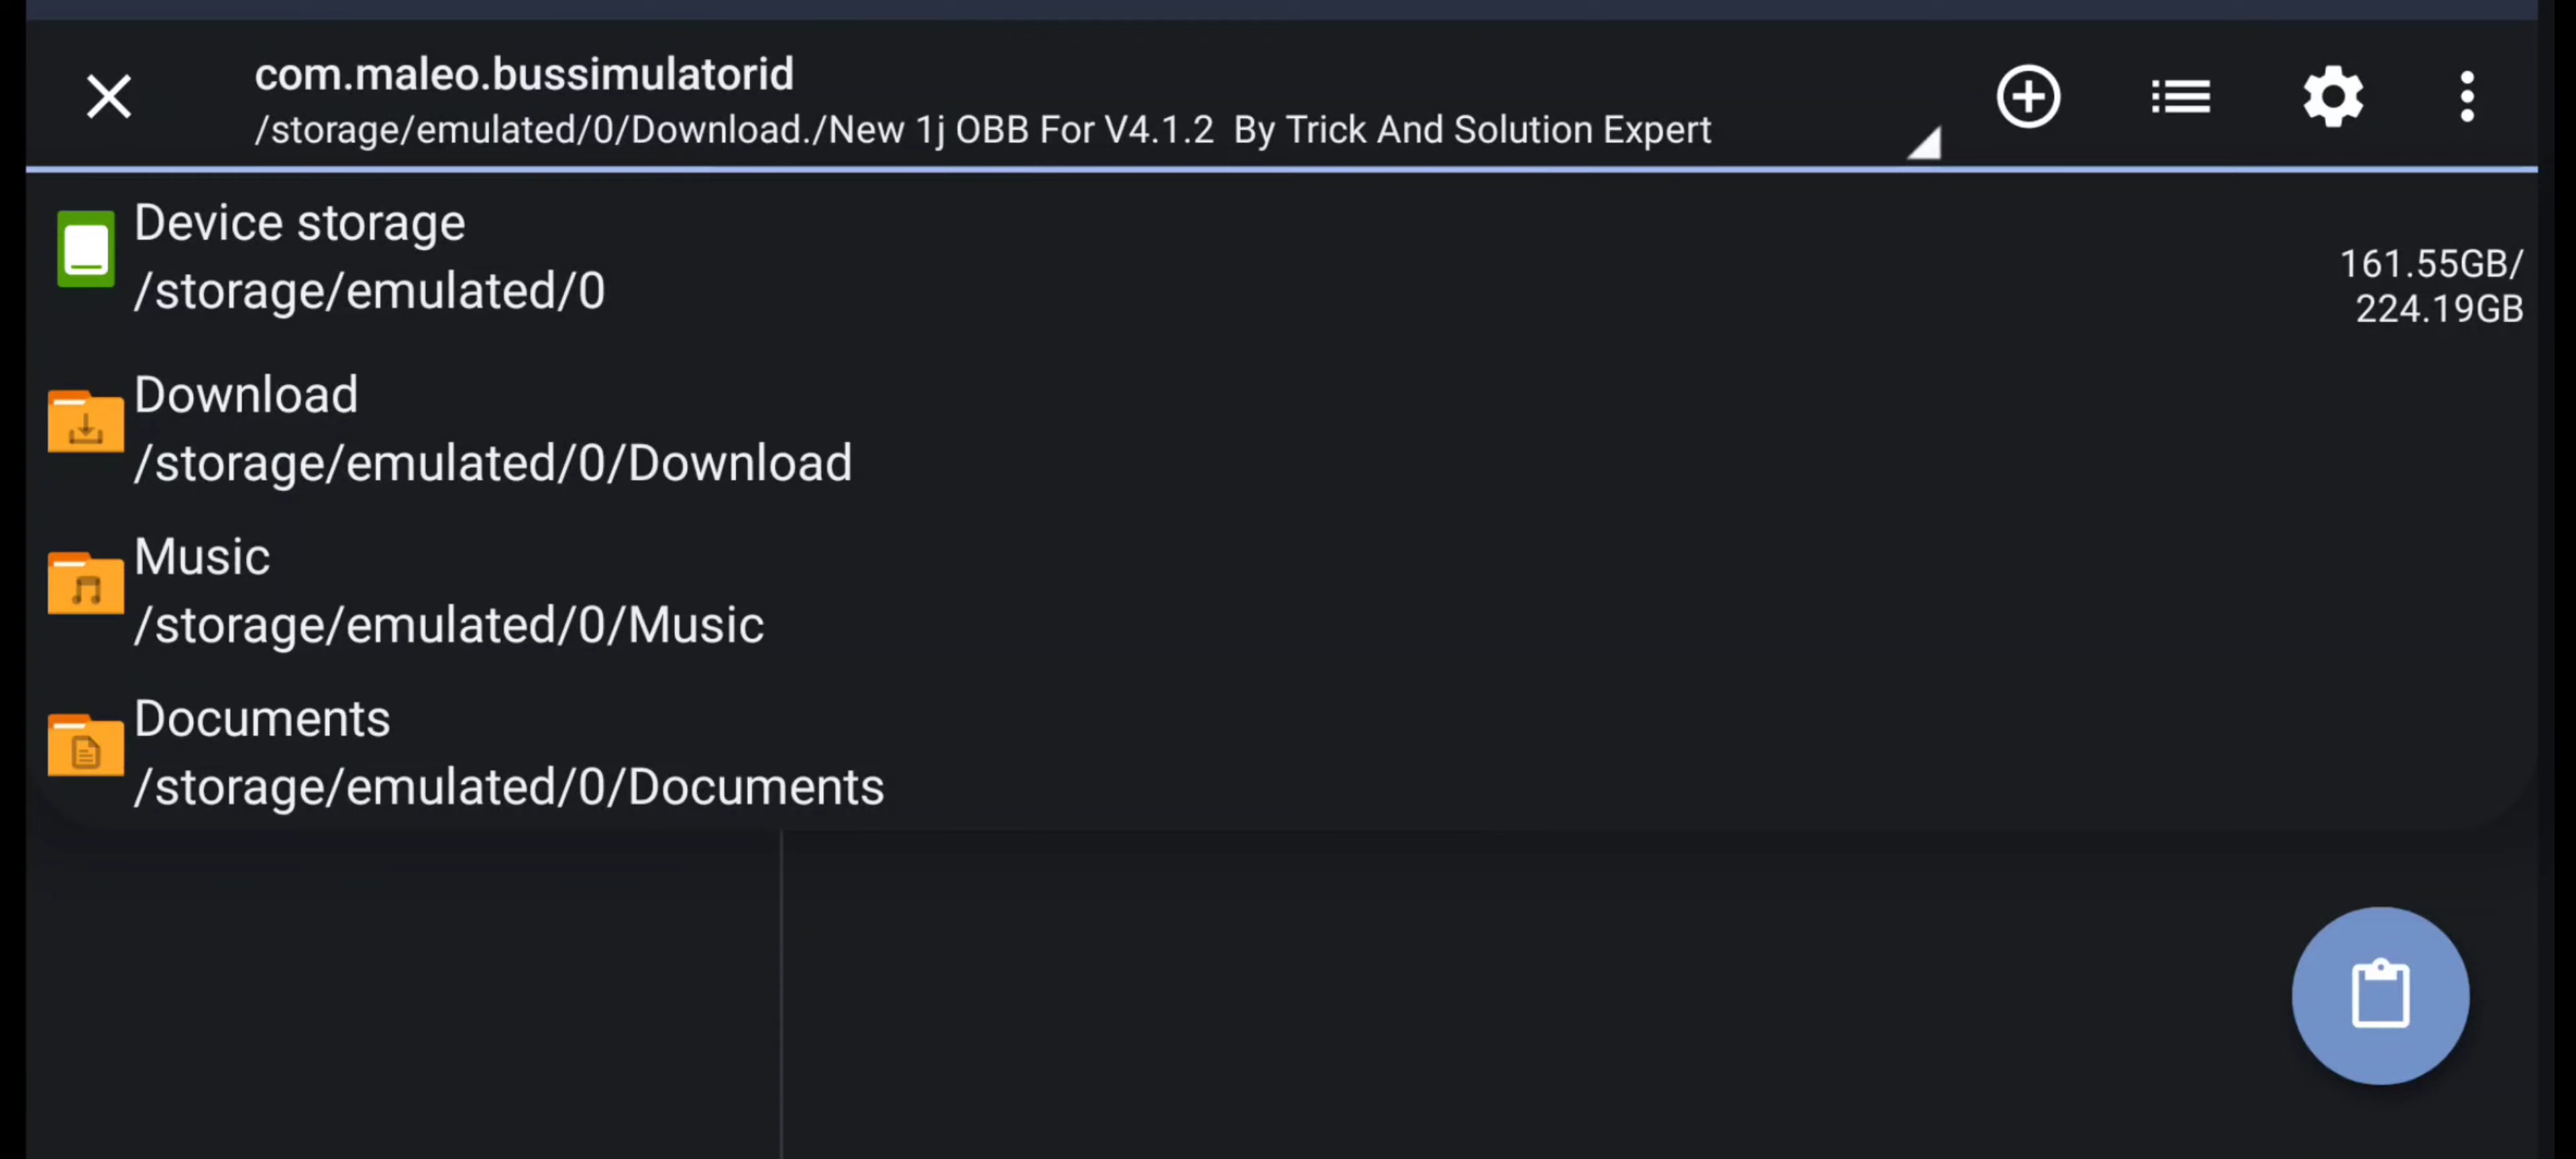 com.maleo.bussimulatorid
/storage/emulated/0/Download./New 1j OBB For V4.1.2  By Trick And Solution Expert
Device storage
/storage/emulated/0
161.55GB/
224.19GB
Download
/storage/emulated/0/Download
Music
/storage/emulated/0/Music
Documents
/storage/emulated/0/Documents